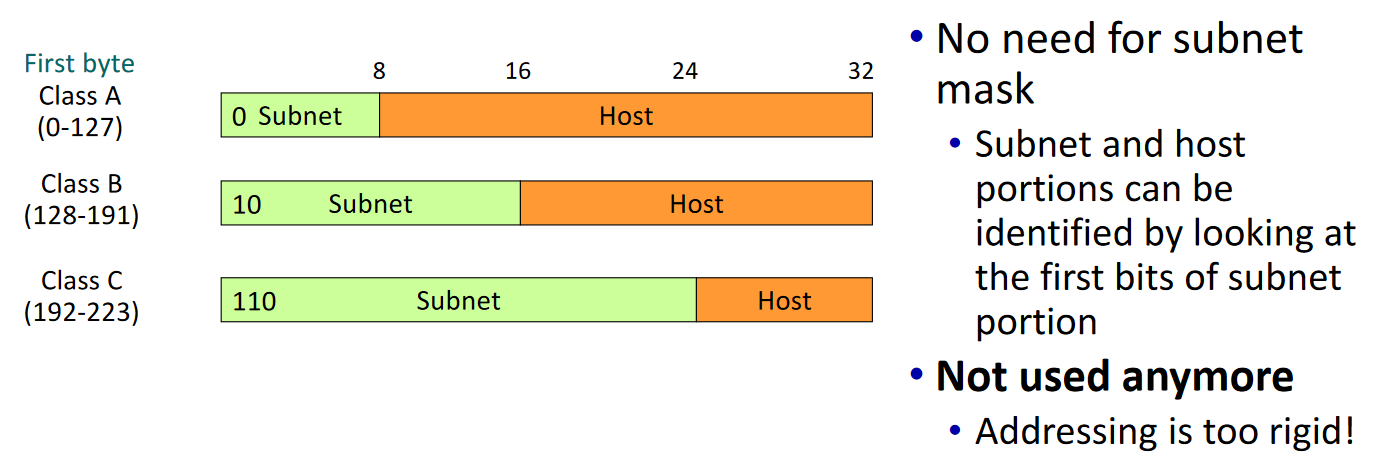 First byte
8 16 24 32
Class A
(0-127)
0 Subnet Host
Class B
(128-191)
10 Subnet Host
Class C
(192-223)
110 Subnet Host
• No need for subnet
mask
• Subnet and host
portions can be
identified by looking at
the first bits of subnet
portion
• Not used anymore
• Addressing is too rigid!